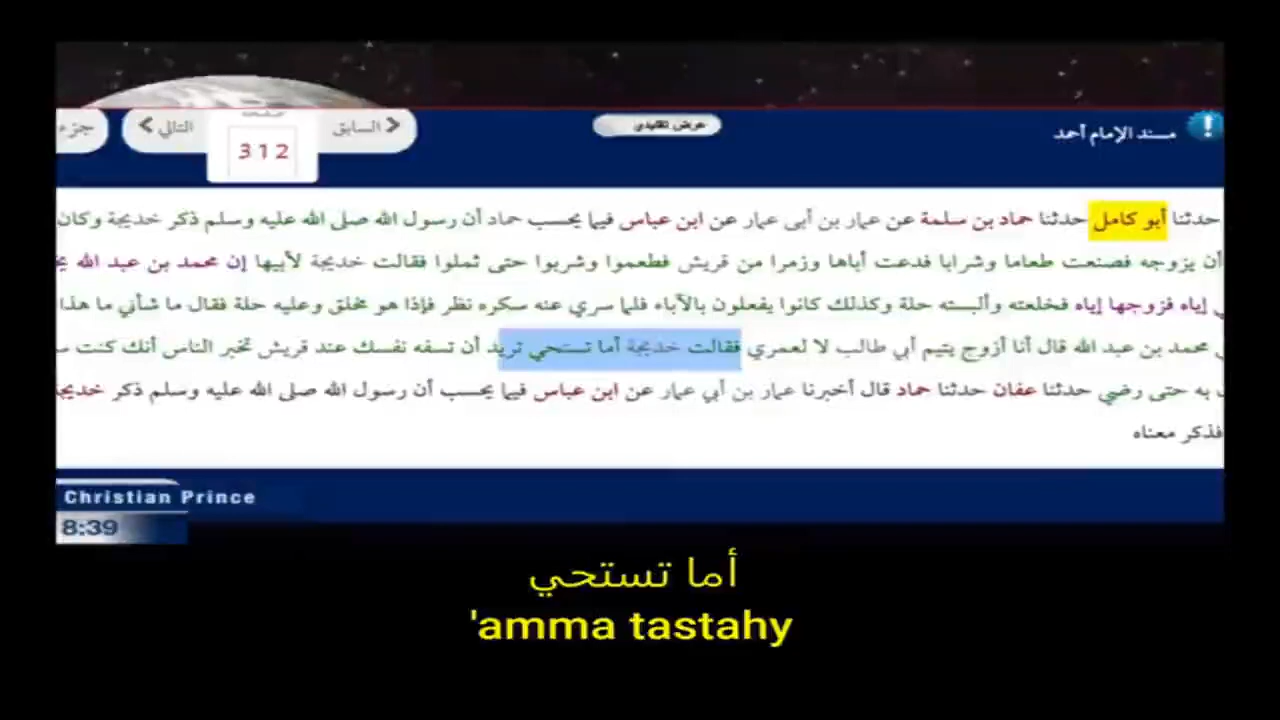 جزء
التالي
312
السابق
عرض تقليدي
مسند الإمام أحمد
حدثنا أبو كامل حدثنا حماد بن سلمة عن عمار بن أبي عمار عن ابن عباس فيما يحسب حماد أن رسول الله صلى الله عليه وسلم ذكر خديجة وكان
أن يزوجه فصنعت طعاما وشرابا فدعت أباها وزمرا من قريش فطعموا وشربوا حتى ثملوا فقالت خديجة لأبيها إن محمد بن عبد الله
إياه فزوجها إياه فخلعته وألبسته حلة وكذلك كانوا يفعلون بالآباء فلما سري عنه سكره نظر فإذا هو مخلق وعليه حلة فقال ما شأني ما هذا
محمد بن عبد الله قال أنا أزوج يتيم أبي طالب لا لعمري فقالت خديجة أما تستحي تريد أن تسفه نفسك عند قريش تخبر الناس أنك كنت
به حتى رضي حدثنا عفان حدثنا حماد قال أخبرنا عمار بن أبي عمار عن ابن عباس فيما يحسب أن رسول الله صلى الله عليه وسلم ذكر خديجة
فذكر معناه
Christian Prince
8:39
أما تستحي
'amma tastahy